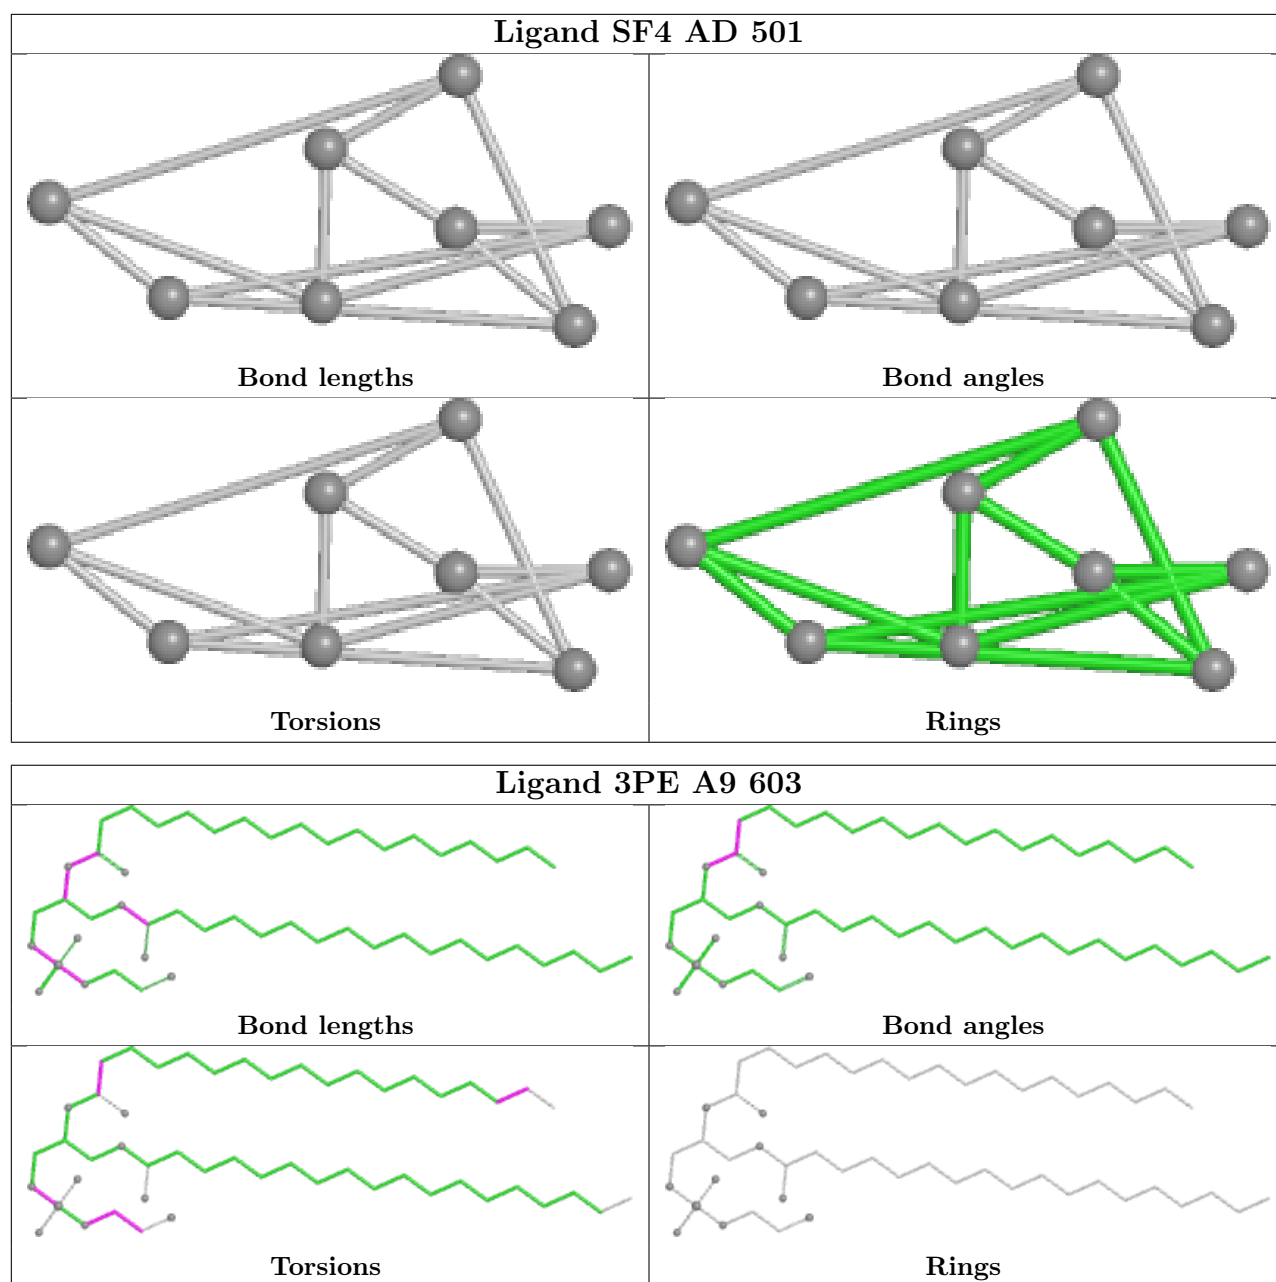 Ligand SF4 AD 501
Bond lengths
Bond angles
Torsions
Rings
Ligand 3PE A9 603
Bond lengths
Bond angles
Torsions
Rings